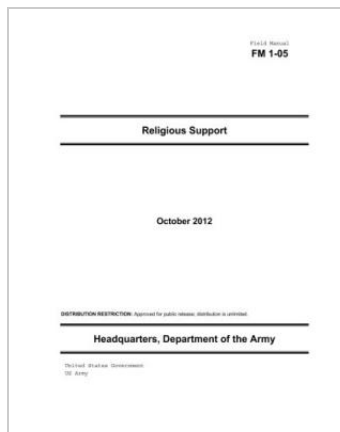 Field Manual
FM 1-05
Religious Support
October 2012
DISTRIBUTION RESTRICTION: Approved for public release; distribution is unlimited.
Headquarters, Department of the Army
United States Government
US Army